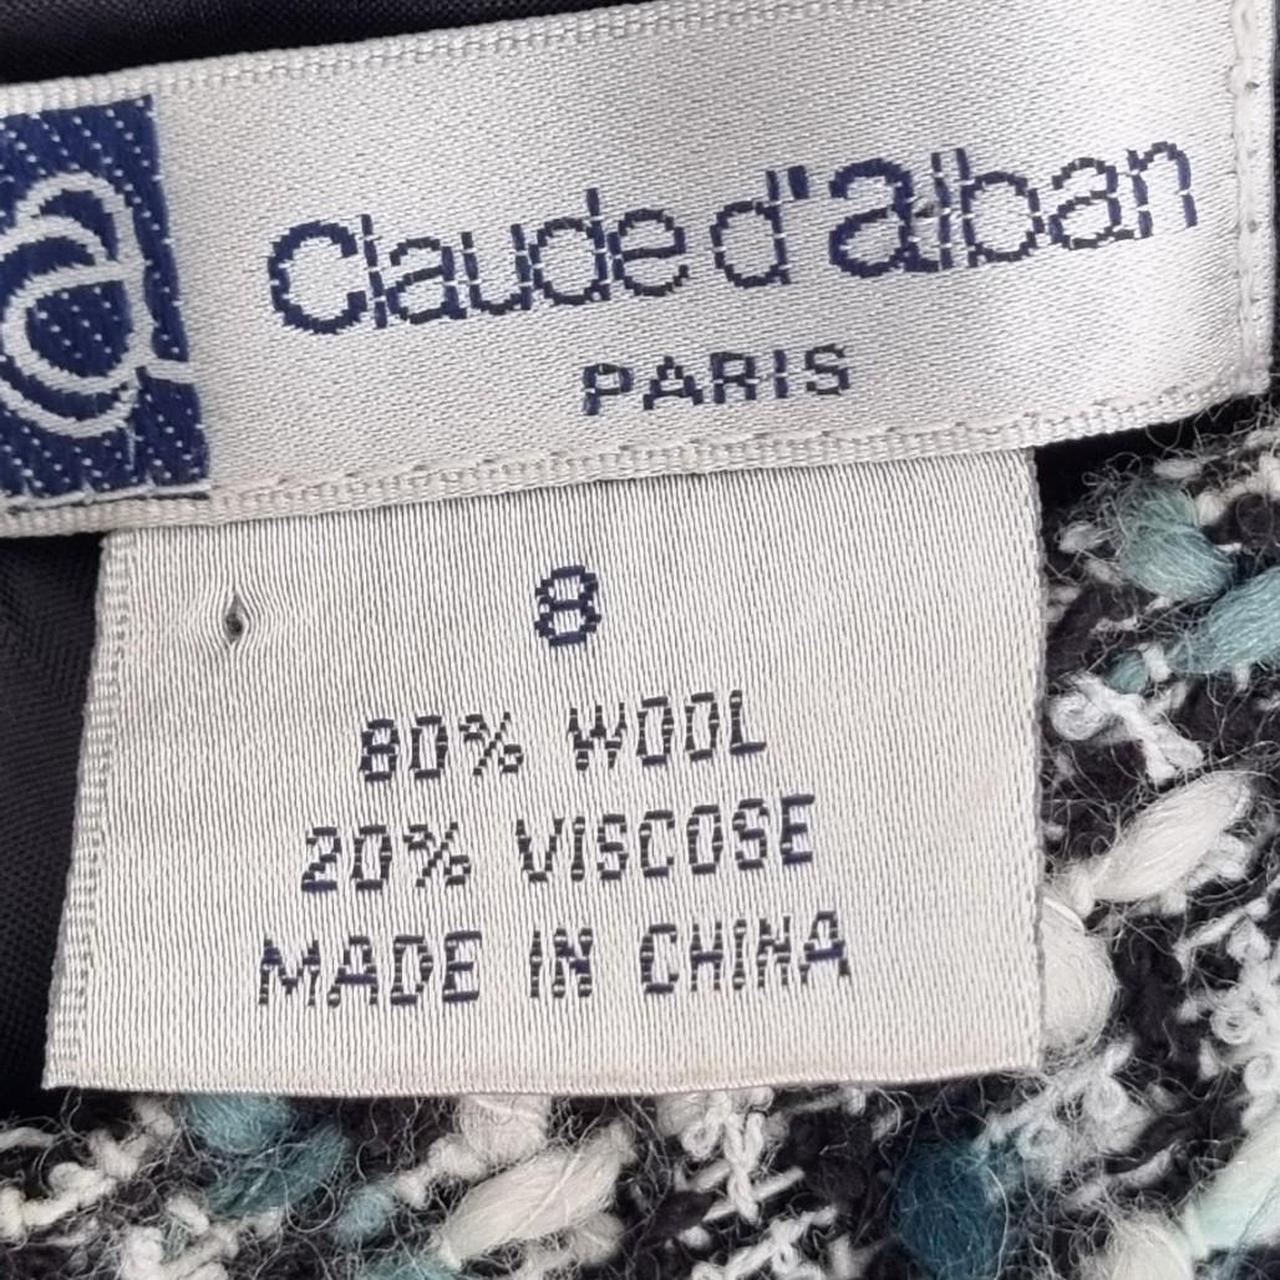 Claude d'alban
PARIS
8
80% WOOL
20% VISCOSE
MADE IN CHINA